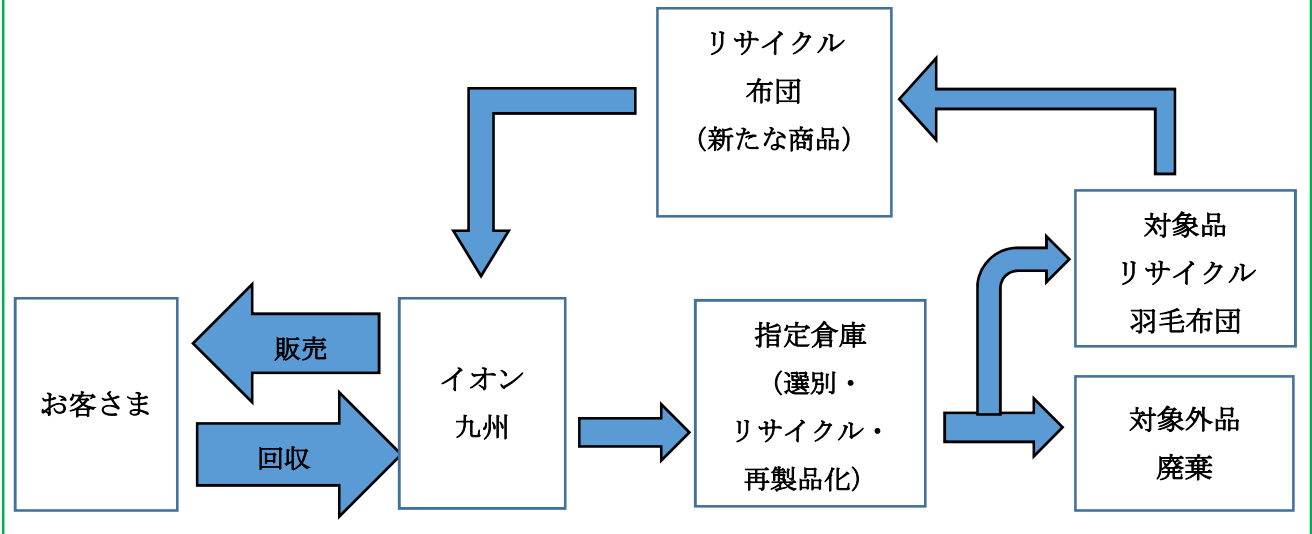 リサイクル
布団
（新たな商品）
対象品
リサイクル
羽毛布団
販売
お客さま
回収
イオン
九州
指定倉庫
（選別・
リサイクル・
再製品化）
対象外品
廃棄